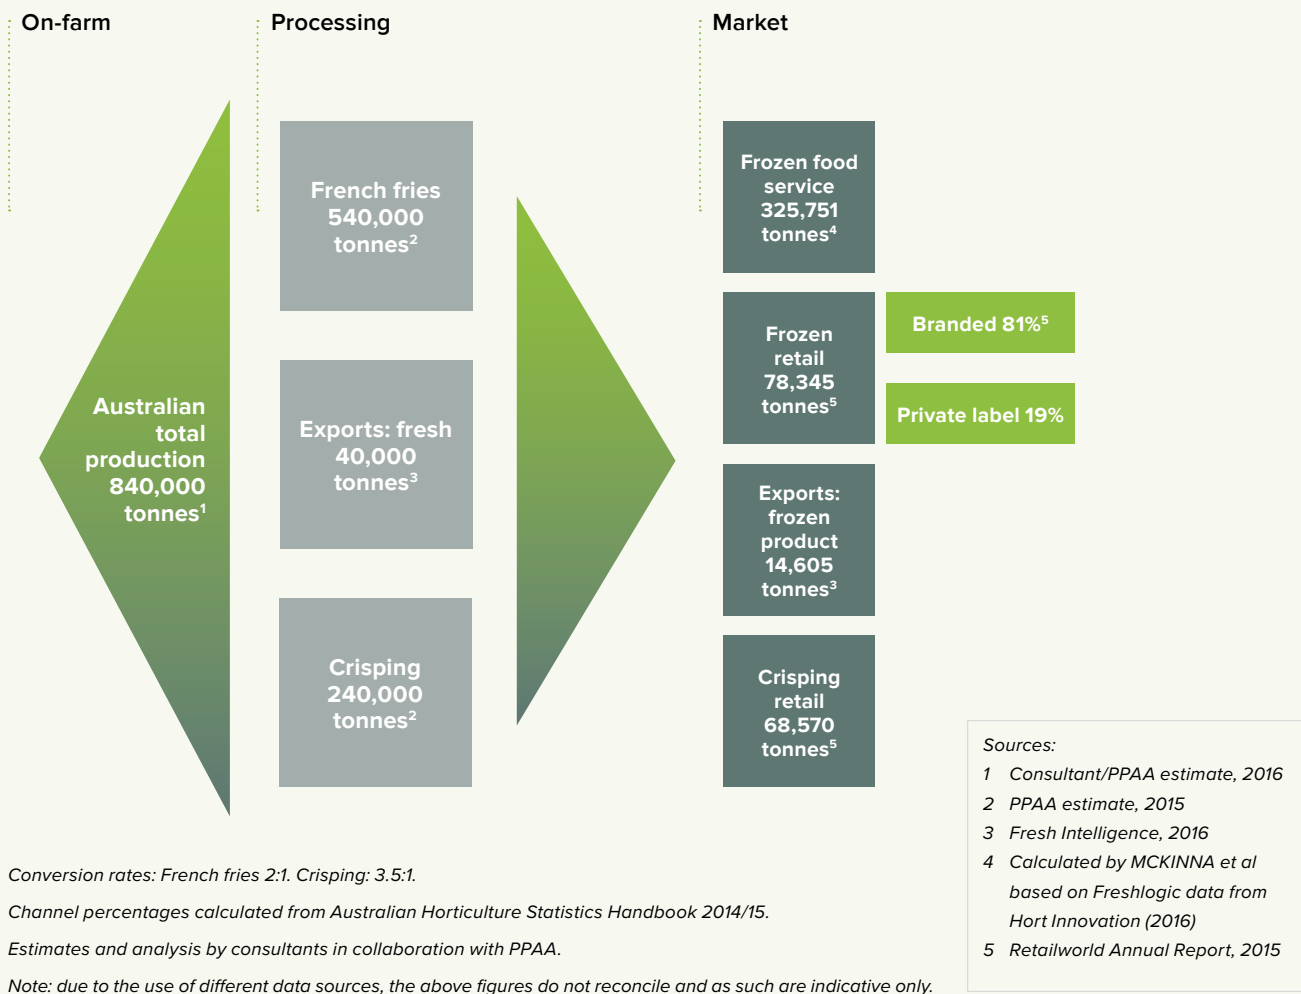 On-farm
Processing
Market
Australian
total
production
840,000
tonnes¹
French fries
540,000
tonnes²
Exports: fresh
40,000
tonnes³
Crisping
240,000
tonnes²
Frozen food
service
325,751
tonnes⁴
Frozen
retail
78,345
tonnes⁵
Branded 81%⁵
Private label 19%
Exports:
frozen
product
14,605
tonnes³
Crisping
retail
68,570
tonnes⁵
Conversion rates: French fries 2:1. Crisping: 3.5:1.
Channel percentages calculated from Australian Horticulture Statistics Handbook 2014/15.
Estimates and analysis by consultants in collaboration with PPAA.
Note: due to the use of different data sources, the above figures do not reconcile and as such are indicative only.
Sources:
1 Consultant/PPAA estimate, 2016
2 PPAA estimate, 2015
3 Fresh Intelligence, 2016
4 Calculated by MCKINNA et al
based on Freshlogic data from
Hort Innovation (2016)
5 Retailworld Annual Report, 2015